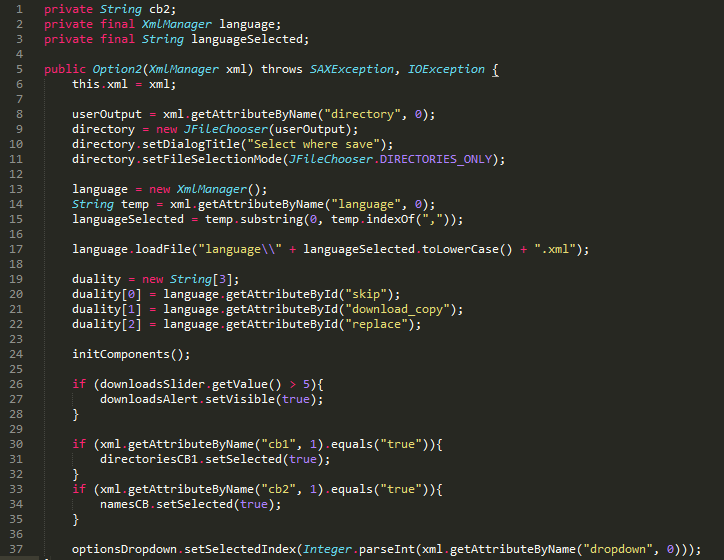 1 private String cb2;
2 private final XmlManager language;
3 private final String languageSelected;
4
5 public Option2(XmlManager xml) throws SAXException, IOException {
6 this.xml = xml;
7
8 userOutput = xml.getAttributeByName("directory", 0);
9 directory = new JFileChooser(userOutput);
10 directory.setDialogTitle("Select where save");
11 directory.setFileSelectionMode(JFileChooser.DIRECTORIES_ONLY);
12
13 language = new XmlManager();
14 String temp = xml.getAttributeByName("language", 0);
15 languageSelected = temp.substring(0, temp.indexOf(","));
16
17 language.loadFile("language\\" + languageSelected.toLowerCase() + ".xml");
18
19 duality = new String[3];
20 duality[0] = language.getAttributeById("skip");
21 duality[1] = language.getAttributeById("download_copy");
22 duality[2] = language.getAttributeById("replace");
23
24 initComponents();
25
26 if (downloadsSlider.getValue() > 5){
27 downloadsAlert.setVisible(true);
28 }
29
30 if (xml.getAttributeByName("cb1", 1).equals("true")){
31 directoriesCB1.setSelected(true);
32 }
33 if (xml.getAttributeByName("cb2", 1).equals("true")){
34 namesCB.setSelected(true);
35 }
36
37 optionsDropdown.setSelectedIndex(Integer.parseInt(xml.getAttributeByName("dropdown", 0)));